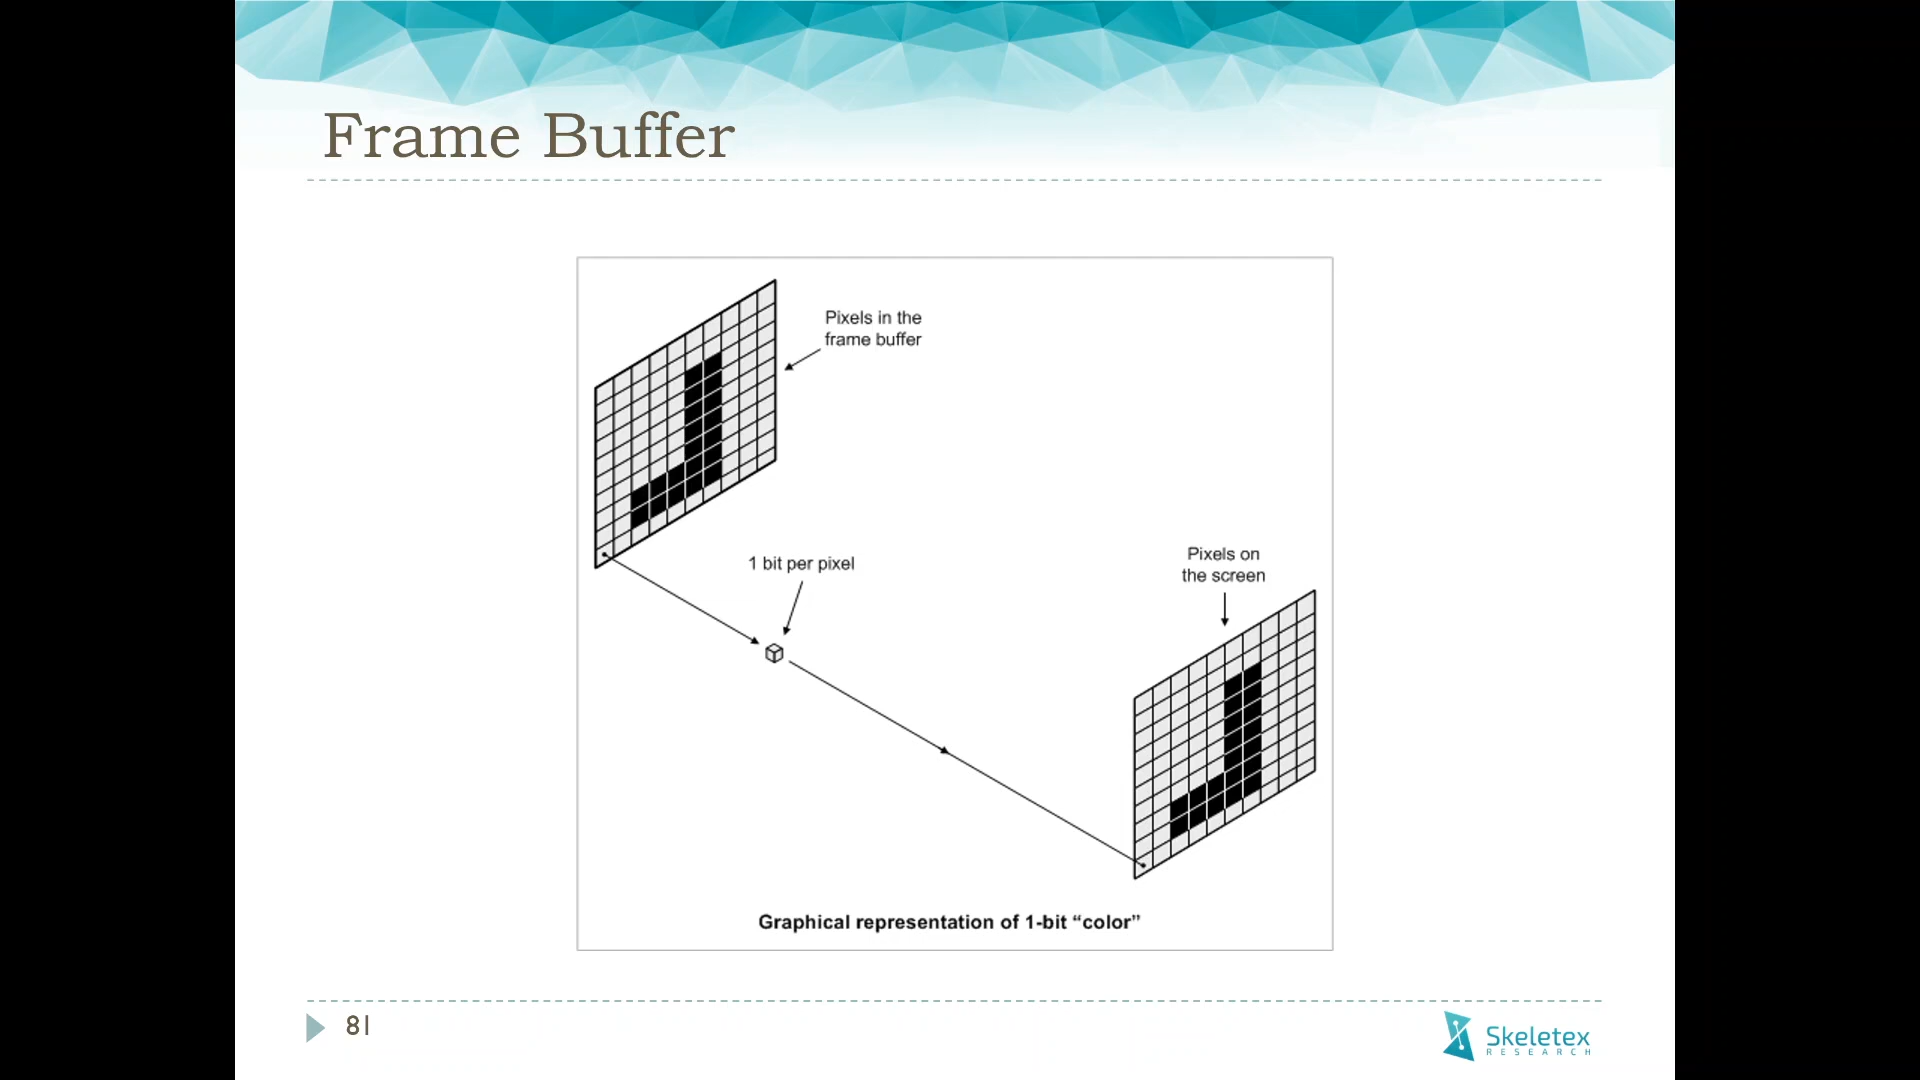 Frame Buffer
Pixels in the
frame buffer
1 bit per pixel
Pixels on
the screen
Graphical representation of 1-bit “color”
81
Skeletex
RESEARCH